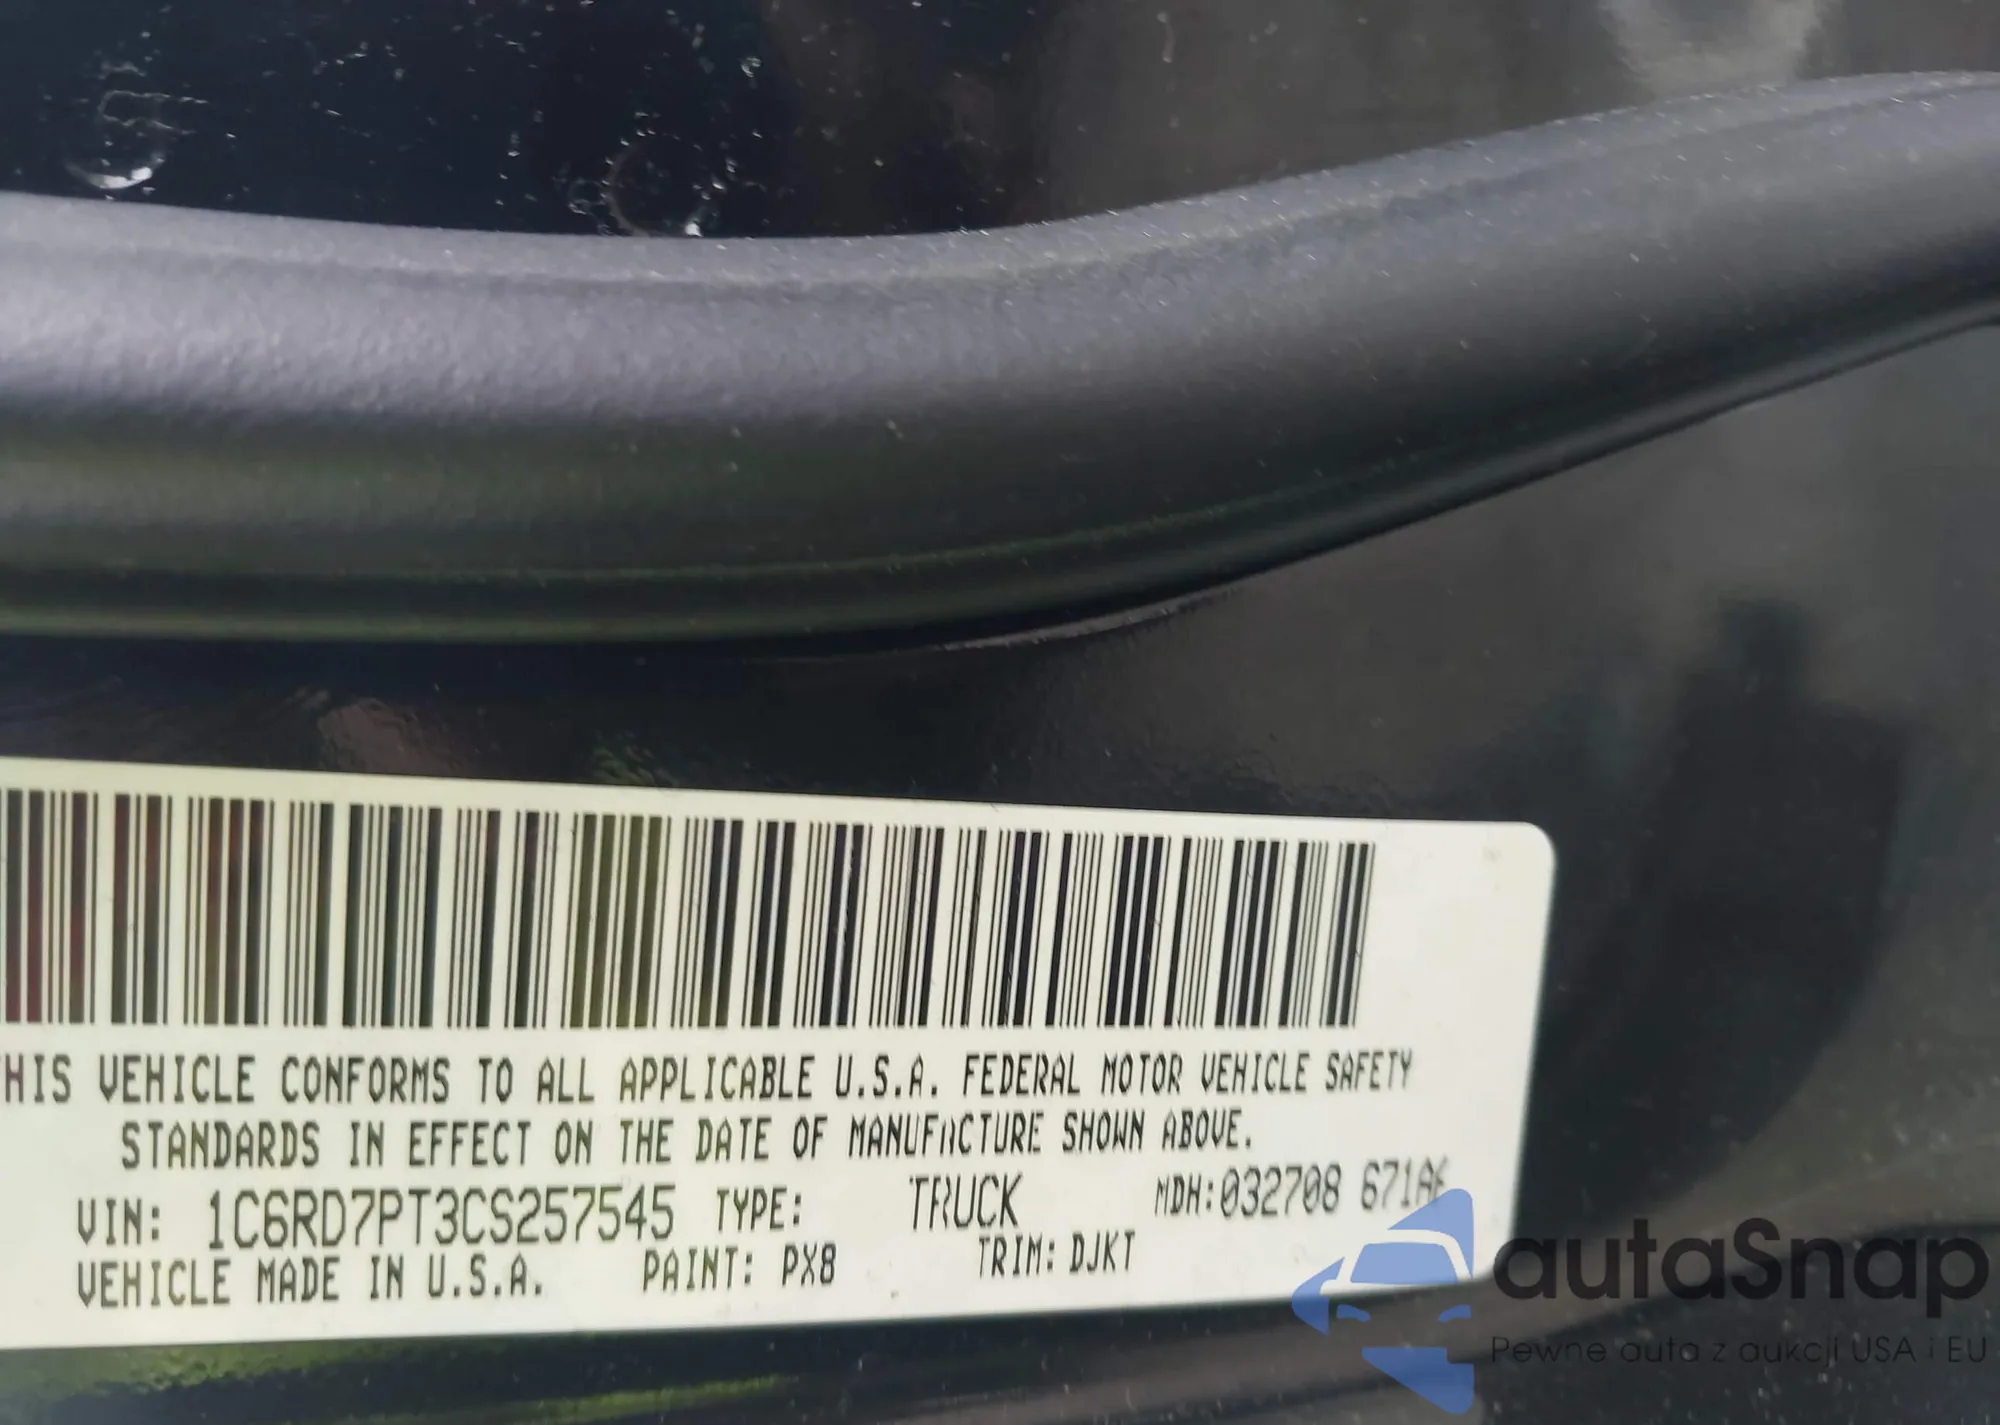 HIS VEHICLE CONFORMS TO ALL APPLICABLE U.S.A. FEDERAL MOTOR VEHICLE SAFETY
STANDARDS IN EFFECT ON THE DATE OF MANUFACTURE SHOWN ABOVE.
VIN: 1C6RD7PT3CS257545 TYPE: TRUCK MDH:032708 671A6
VEHICLE MADE IN U.S.A. PAINT: PX8 TRIM: DJKT
autaSnap
Pewne auta z aukcji USA i EU